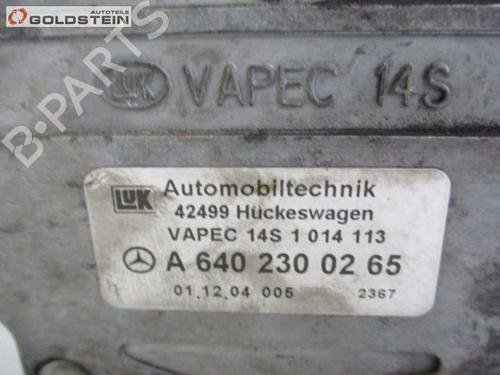 AUTOTEILE
GOLDSTEIN
LUK VAPEC 14S
LUK Automobiltechnik
42499 Hückeswagen
VAPEC 14S 1 014 113
A 640 230 02 65
01.12.04 005 2367